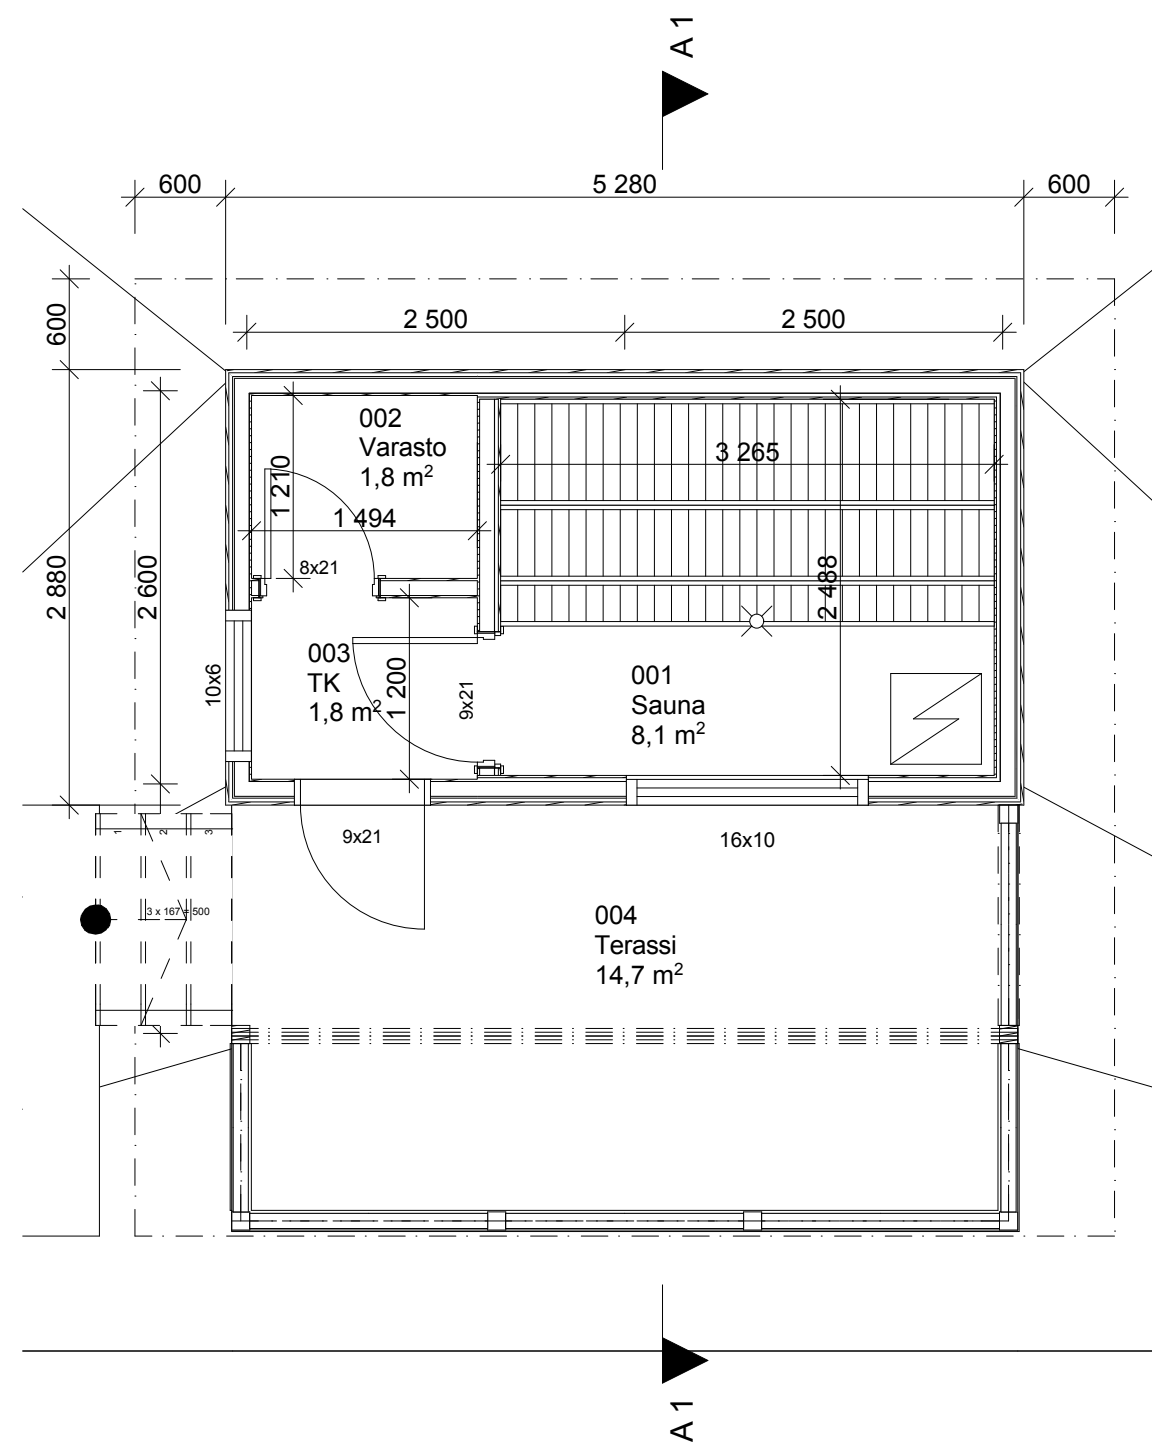 A 1
600
5 280
600
600
2 500
2 500
002
Varasto
1,8 m²
1 210
3 265
1 494
8x21
2 880
2 600
2 488
10x6
003
TK
1,8 m²
1 200
9x21
001
Sauna
8,1 m²
1
2
3
9x21
16x10
3 x 167 = 500
004
Terassi
14,7 m²
A 1